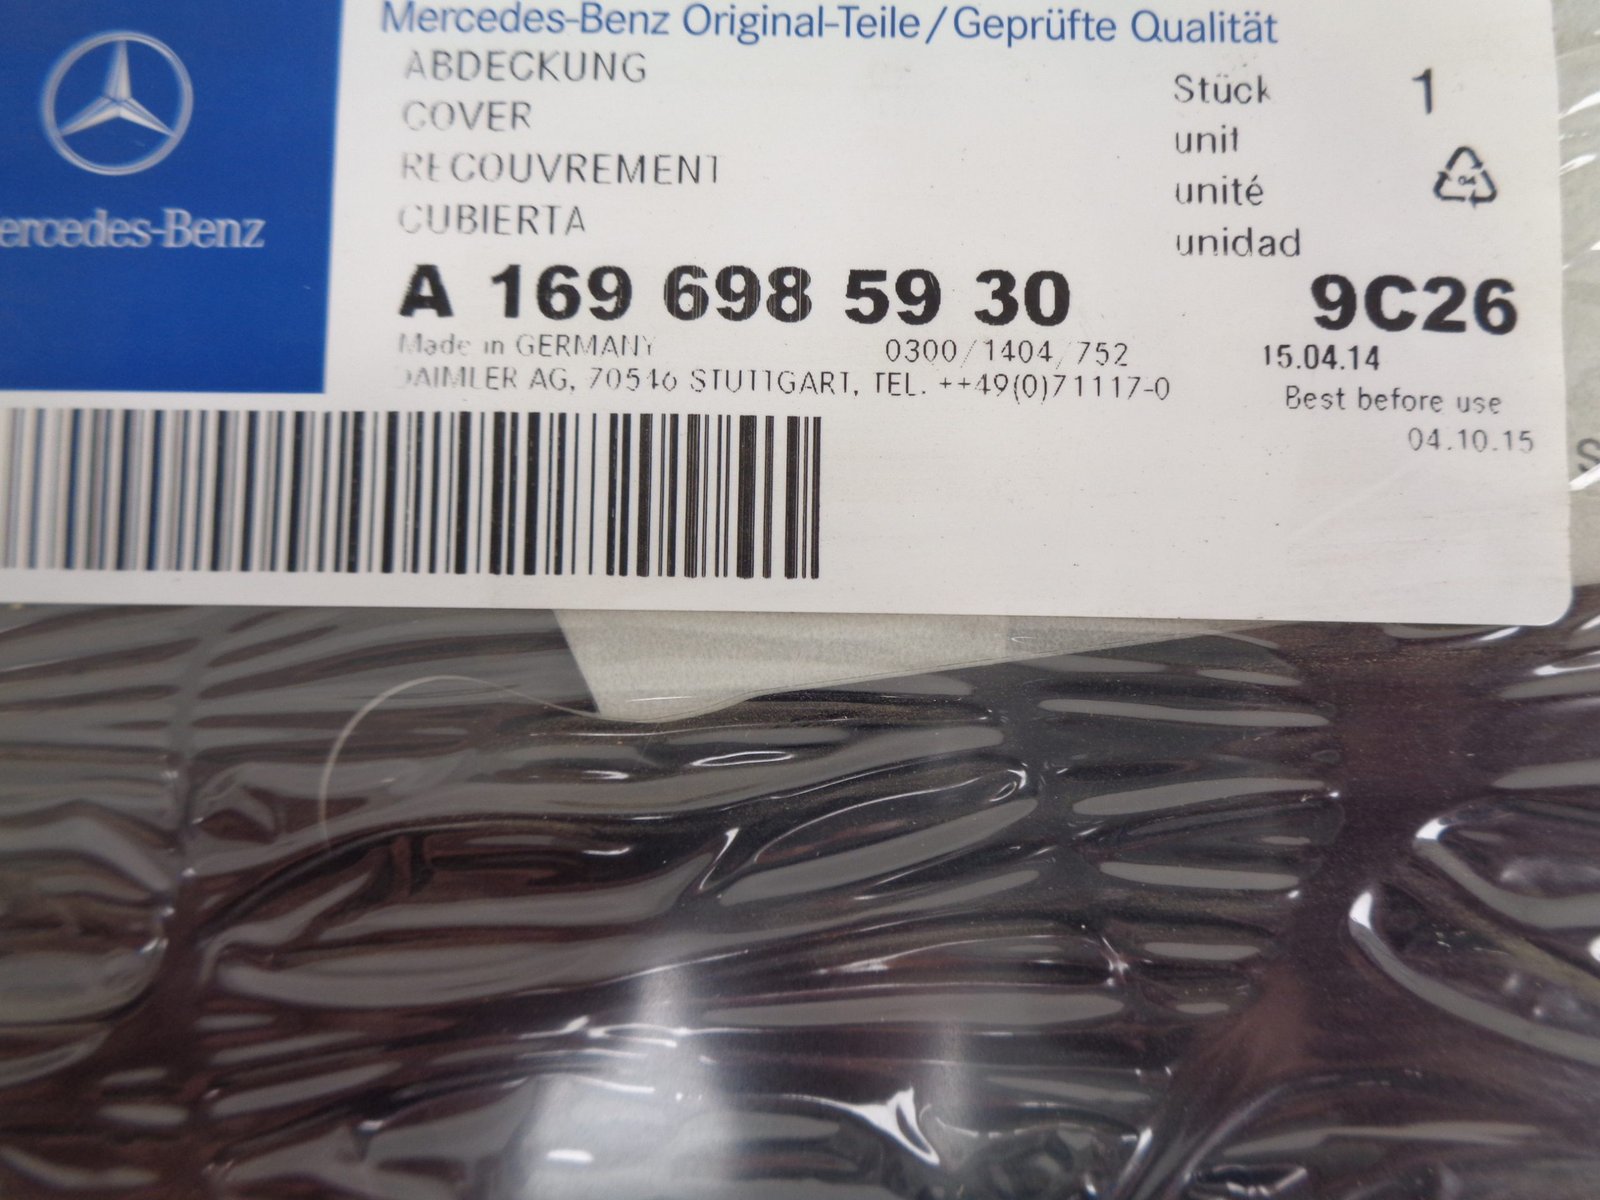 Mercedes-Benz Original-Teile/Geprüfte Qualität
ABDECKUNG
COVER
RECOUVREMENT
CUBIERTA
Stück 1
unit
unité
unidad
04
ercedes-Benz
A 169 698 59 30 9C26
Made in GERMANY 0300/1404/752 15.04.14
DAIMLER AG, 70546 STUTTGART, TEL. ++49(0)71117-0
Best before use
04.10.15
S